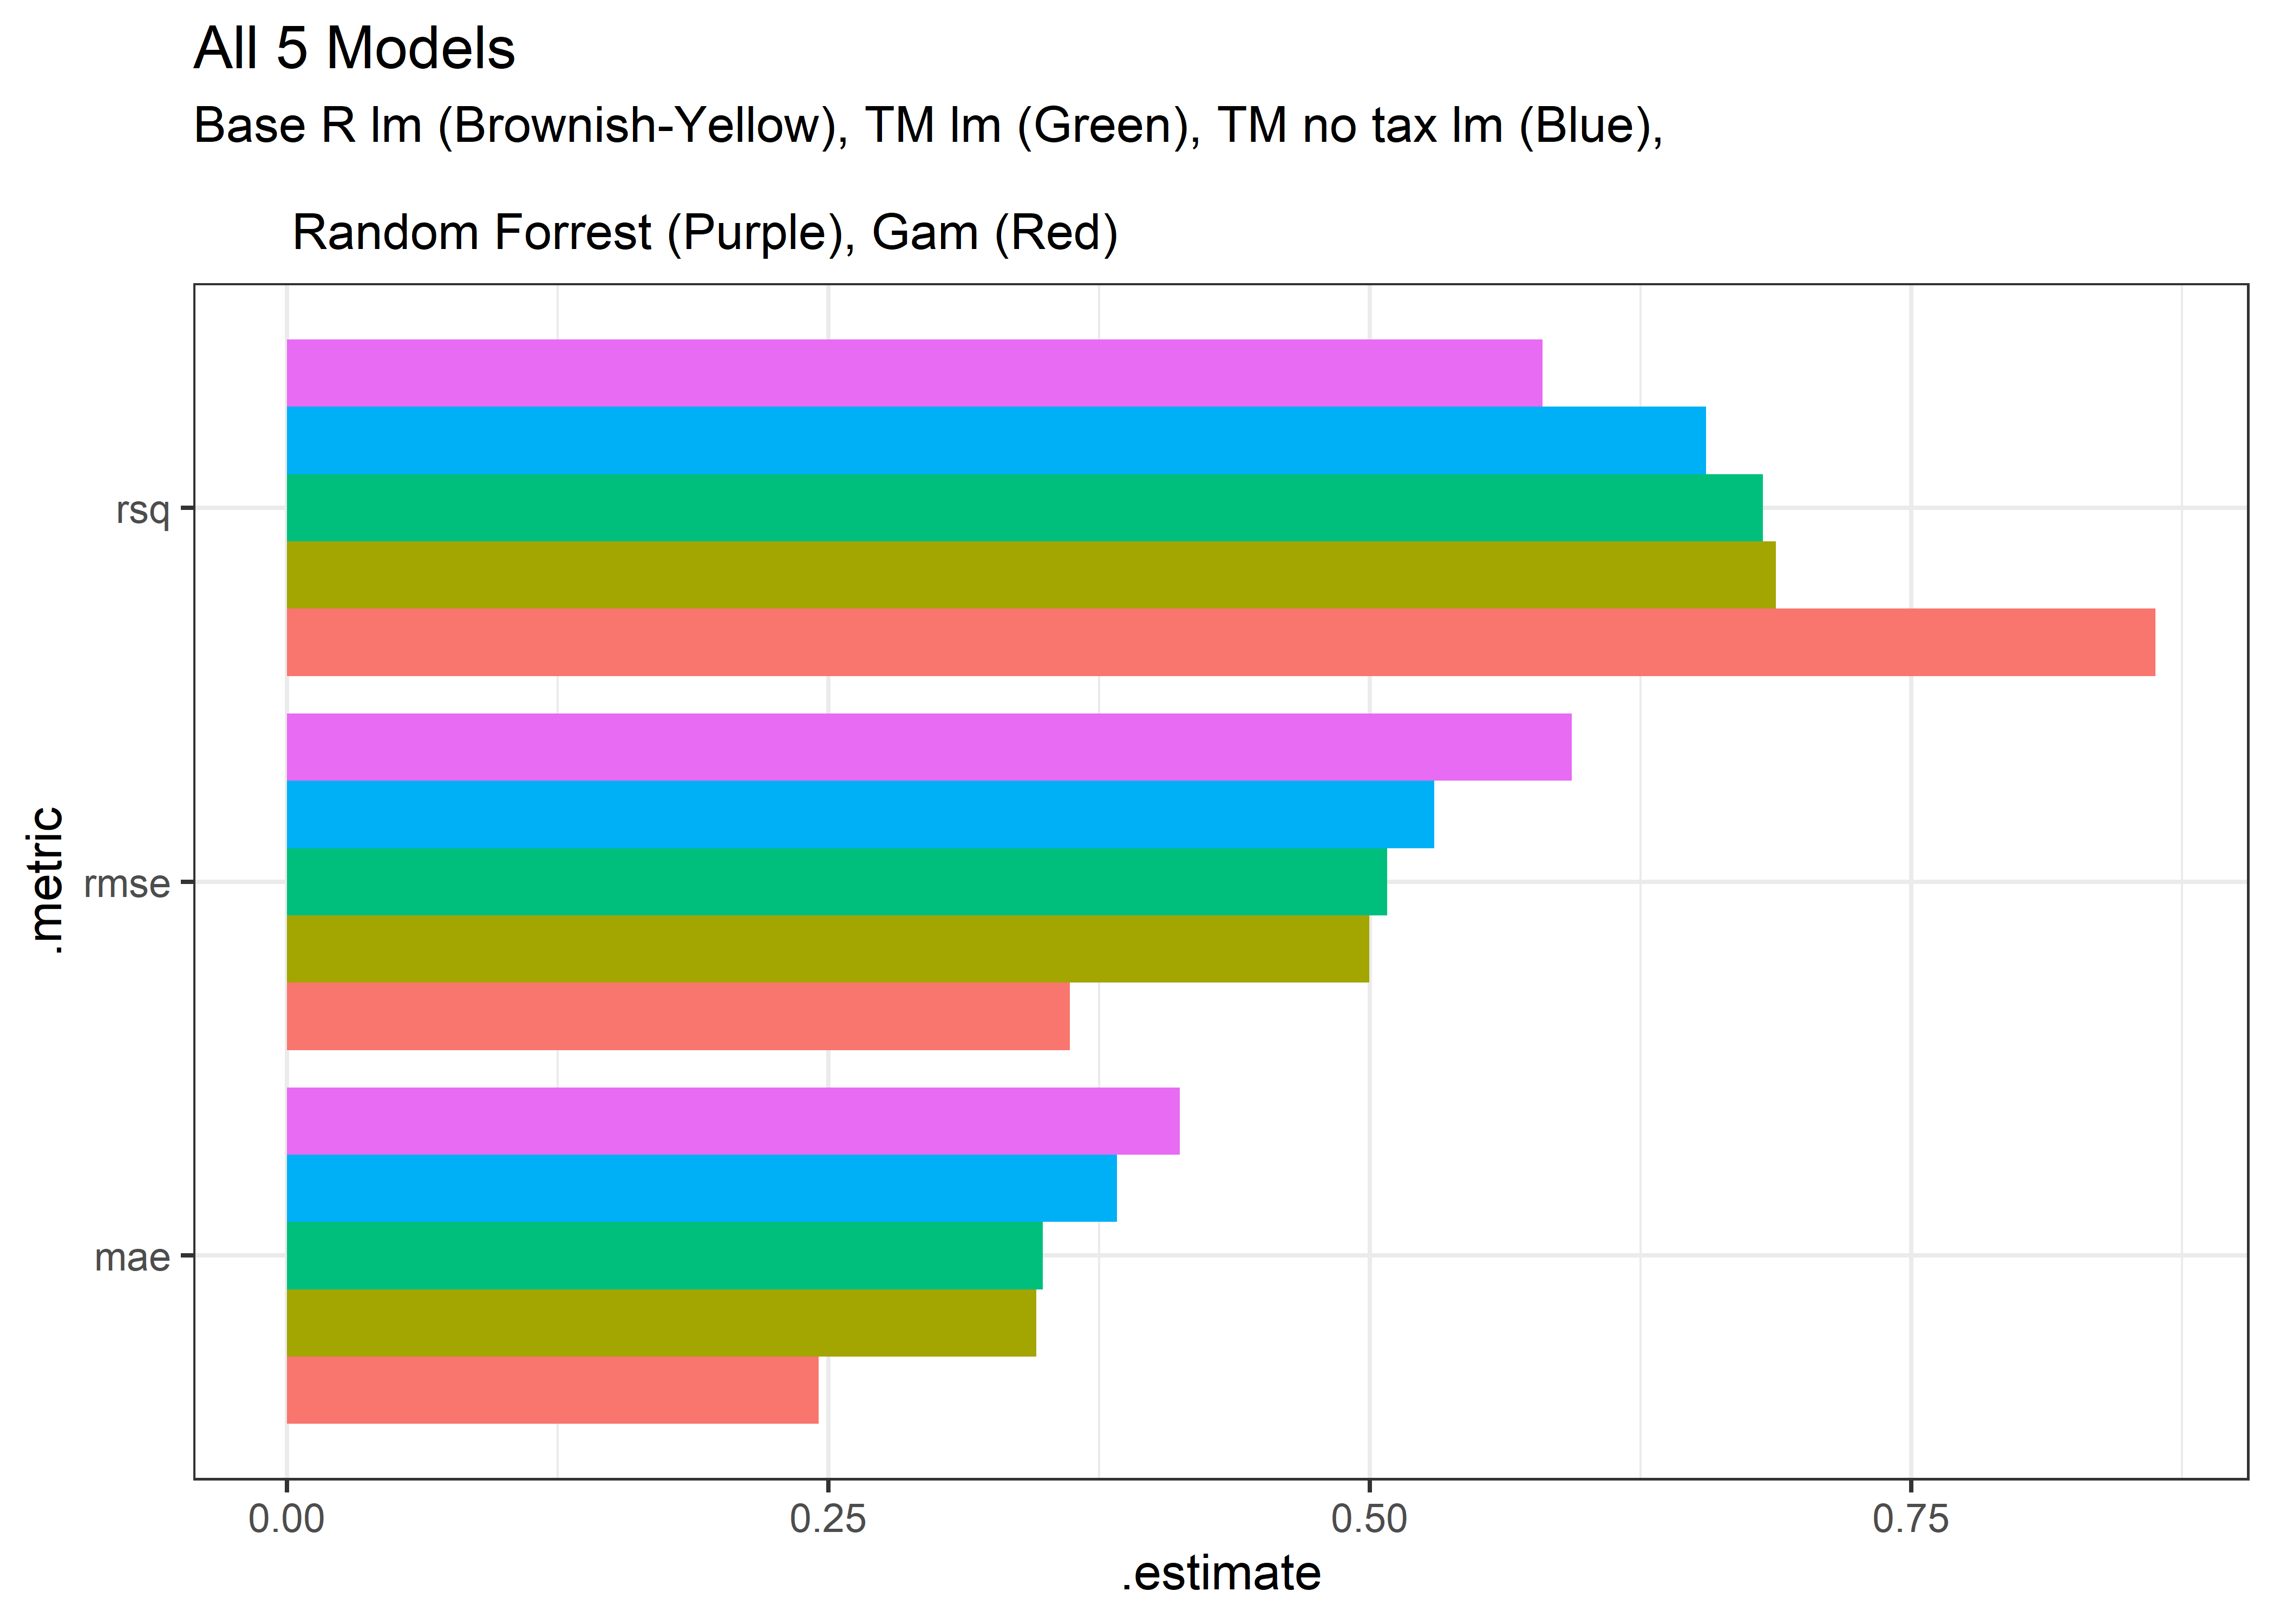 All 5 Models
Base R lm (Brownish-Yellow), TM lm (Green), TM no tax lm (Blue),
Random Forrest (Purple), Gam (Red)
rsq
rmse
mae
.metric
0.00
0.25
0.50
0.75
.estimate